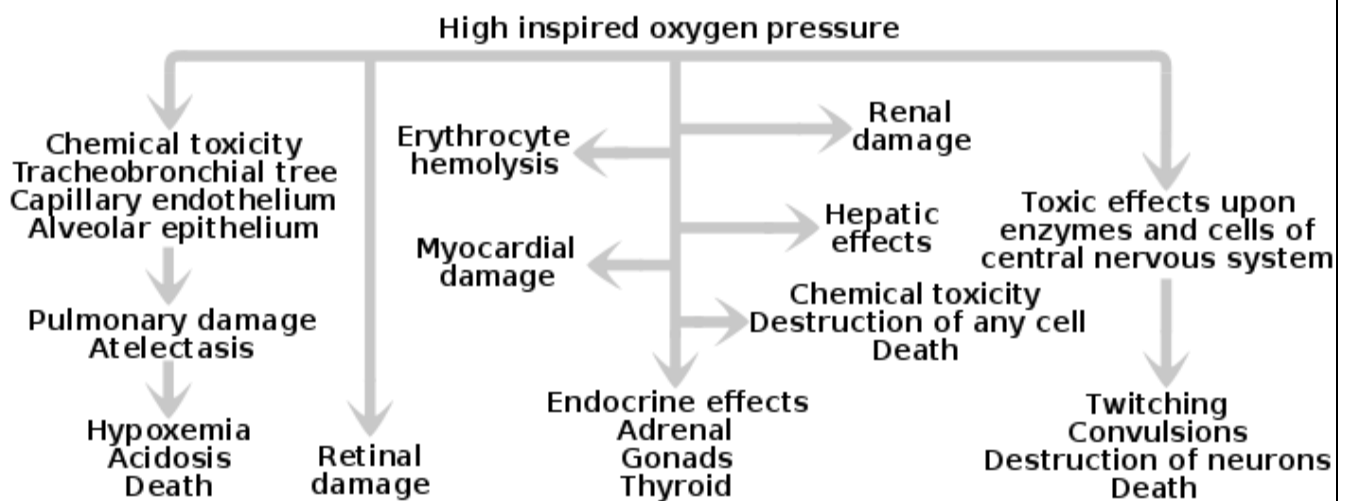 High inspired oxygen pressure
Chemical toxicity
Tracheobronchial tree
Capillary endothelium
Alveolar epithelium
Pulmonary damage
Atelectasis
Hypoxemia
Acidosis
Death
Retinal
damage
Erythrocyte
hemolysis
Myocardial
damage
Renal
damage
Hepatic
effects
Chemical toxicity
Destruction of any cell
Death
Endocrine effects
Adrenal
Gonads
Thyroid
Toxic effects upon
enzymes and cells of
central nervous system
Twitching
Convulsions
Destruction of neurons
Death